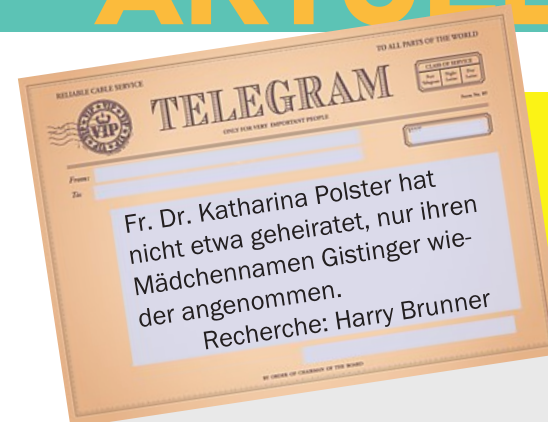 AKTUELL
TO ALL PARTS OF THE WORLD
RELIABLE CABLE SERVICE
CLASS OF SERVICE
VIP
TELEGRAM
ONLY FOR VERY IMPORTANT PEOPLE
From:
To:
Fr. Dr. Katharina Polster hat
nicht etwa geheiratet, nur ihren
Mädchennamen Gistinger wie-
der angenommen.
Recherche: Harry Brunner
BY ORDER OF CHAIRMAN OF THE BOARD